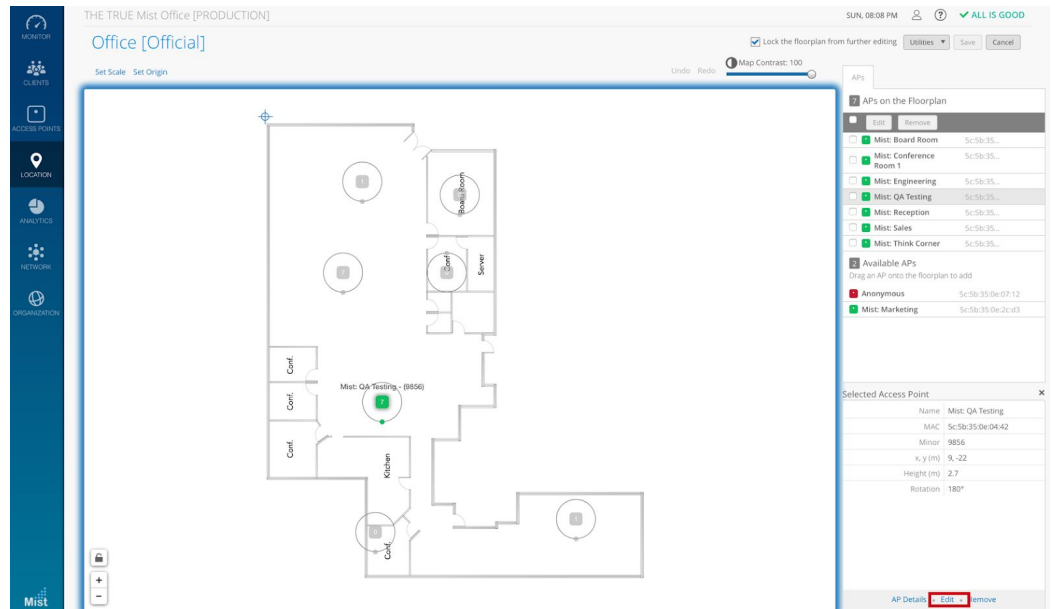 THE TRUE Mist Office [PRODUCTION]
SUN, 08:08 PM
?
ALL IS GOOD
MONITOR
CLIENTS
ACCESS POINTS
LOCATION
ANALYTICS
NETWORK
ORGANIZATION
Mist
Office [Official]
Lock the floorplan from further editing
Utilities
Save
Cancel
Set Scale
Set Origin
Undo
Redo
Map Contrast: 100
1
Board Room
7
Conf
Server
Conf.
Mist: QA Testing - (9856)
7
Conf.
Conf.
Kitchen
1
0
Conf.
+
-
APs
7 APs on the Floorplan
Edit
Remove
Mist: Board Room 5c:5b:35...
Mist: Conference 5c:5b:35...
Room 1
Mist: Engineering 5c:5b:35...
Mist: QA Testing 5c:5b:35...
Mist: Reception 5c:5b:35...
Mist: Sales 5c:5b:35...
Mist: Think Corner 5c:5b:35...
2 Available APs
Drag an AP onto the floorplan to add
Anonymous 5c:5b:35:0e:07:12
Mist: Marketing 5c:5b:35:0e:2c:d3
Selected Access Point ×
Name Mist: QA Testing
MAC 5c:5b:35:0e:04:42
Minor 9856
x, y (m) 9, -22
Height (m) 2.7
Rotation 180°
AP Details
Edit
Remove